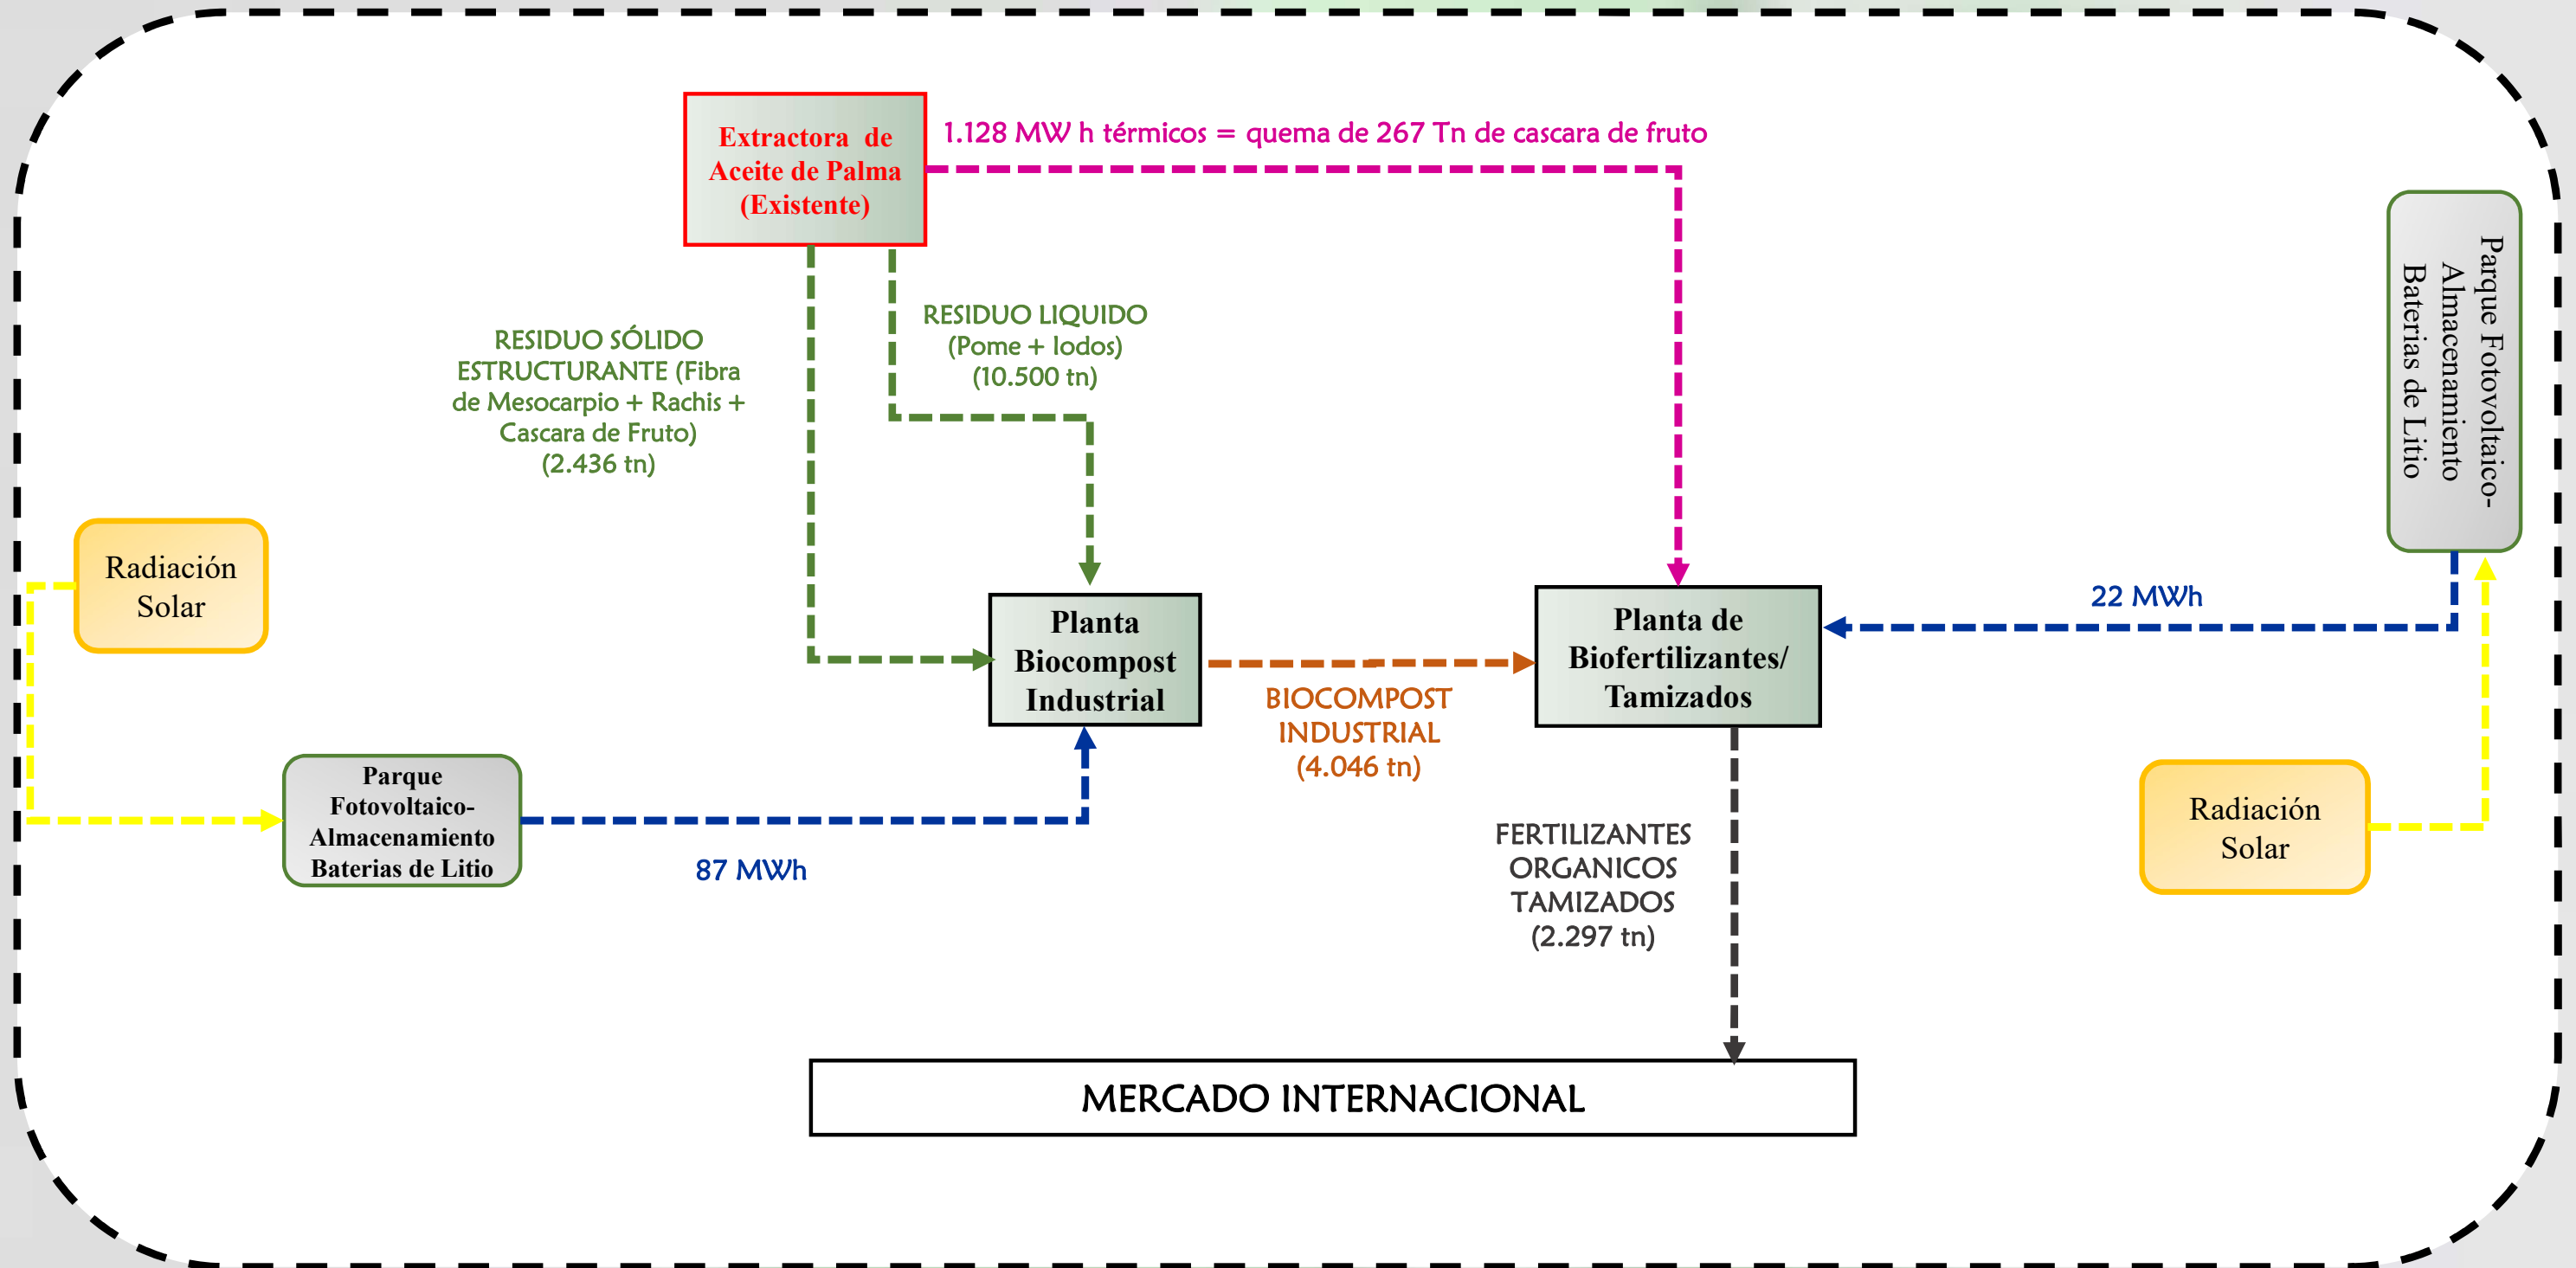 Extractora de
Aceite de Palma
(Existente)
1.128 MW h térmicos = quema de 267 Tn de cascara de fruto
RESIDUO SÓLIDO
ESTRUCTURANTE (Fibra
de Mesocarpio + Rachis +
Cascara de Fruto)
(2.436 tn)
RESIDUO LIQUIDO
(Pome + lodos)
(10.500 tn)
Parque Fotovoltaico-
Almacenamiento
Baterias de Litio
Radiación
Solar
Planta
Biocompost
Industrial
BIOCOMPOST
INDUSTRIAL
(4.046 tn)
Planta de
Biofertilizantes/
Tamizados
22 MWh
Parque
Fotovoltaico-
Almacenamiento
Baterias de Litio
87 MWh
FERTILIZANTES
ORGANICOS
TAMIZADOS
(2.297 tn)
Radiación
Solar
MERCADO INTERNACIONAL